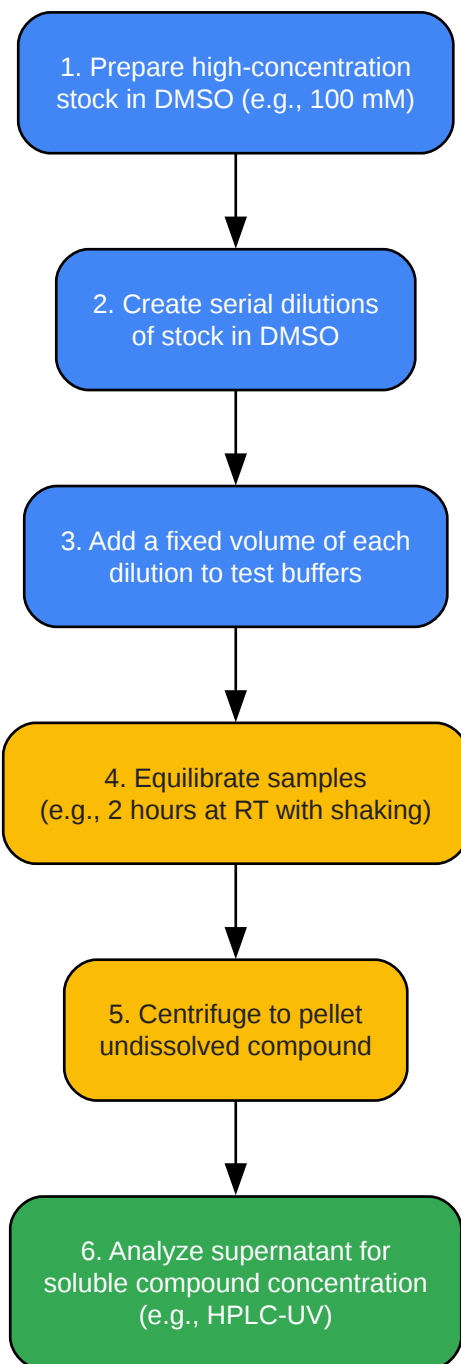 1. Prepare high-concentration
stock in DMSO (e.g., 100 mM)
2. Create serial dilutions
of stock in DMSO
3. Add a fixed volume of each
dilution to test buffers
4. Equilibrate samples
(e.g., 2 hours at RT with shaking)
5. Centrifuge to pellet
undissolved compound
6. Analyze supernatant for
soluble compound concentration
(e.g., HPLC-UV)